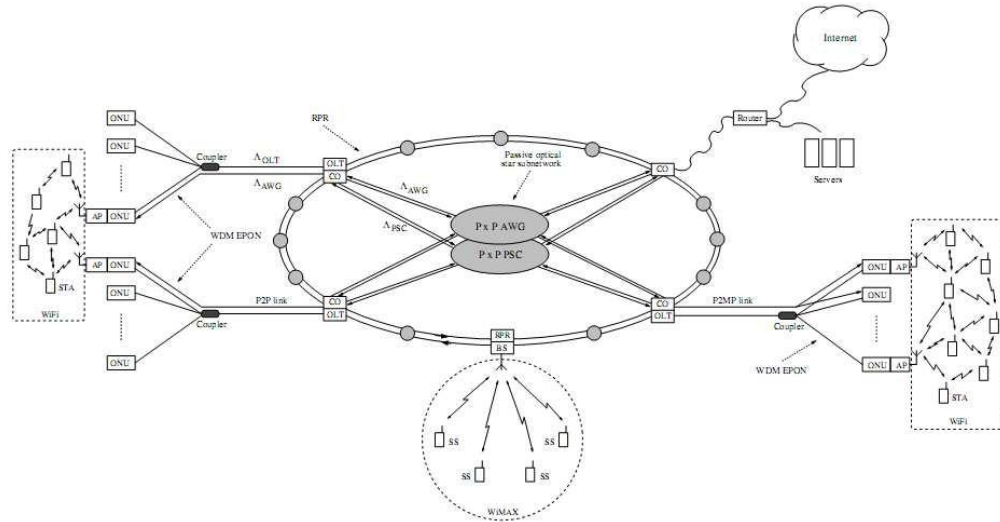 Internet
RPR
Router
Servers
ONU
ONU
Coupler
Λ OLT
Λ AWG
OLT
CO
Passive optical
star subnetwork
CO
Λ AWG
Λ PSC
P x P AWG
P x P PSC
AP ONU
WDM EPON
AP ONU
STA
WiFi
ONU
Coupler
ONU
P2P link
CO
OLT
CO
OLT
P2MP link
Coupler
WDM EPON
ONU AP
ONU
ONU AP
STA
WiFi
RPR
BS
SS
SS
SS
SS
WiMAX